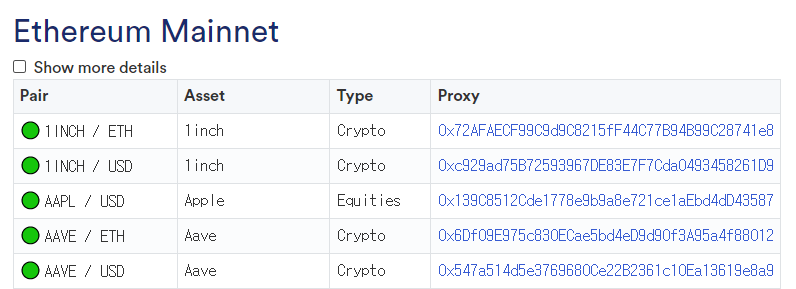 Ethereum Mainnet
Show more details
Pair Asset Type Proxy
1INCH / ETH 1inch Crypto 0x72AFAECF99C9d9C8215fF44C77B94B99C28741e8
1INCH / USD 1inch Crypto 0xc929ad75B72593967DE83E7F7Cda0493458261D9
AAPL / USD Apple Equities 0x139C8512Cde1778e9b9a8e721ce1aEbd4dD43587
AAVE / ETH Aave Crypto 0x6Df09E975c830ECae5bd4eD9d90f3A95a4f88012
AAVE / USD Aave Crypto 0x547a514d5e3769680Ce22B2361c10Ea13619e8a9